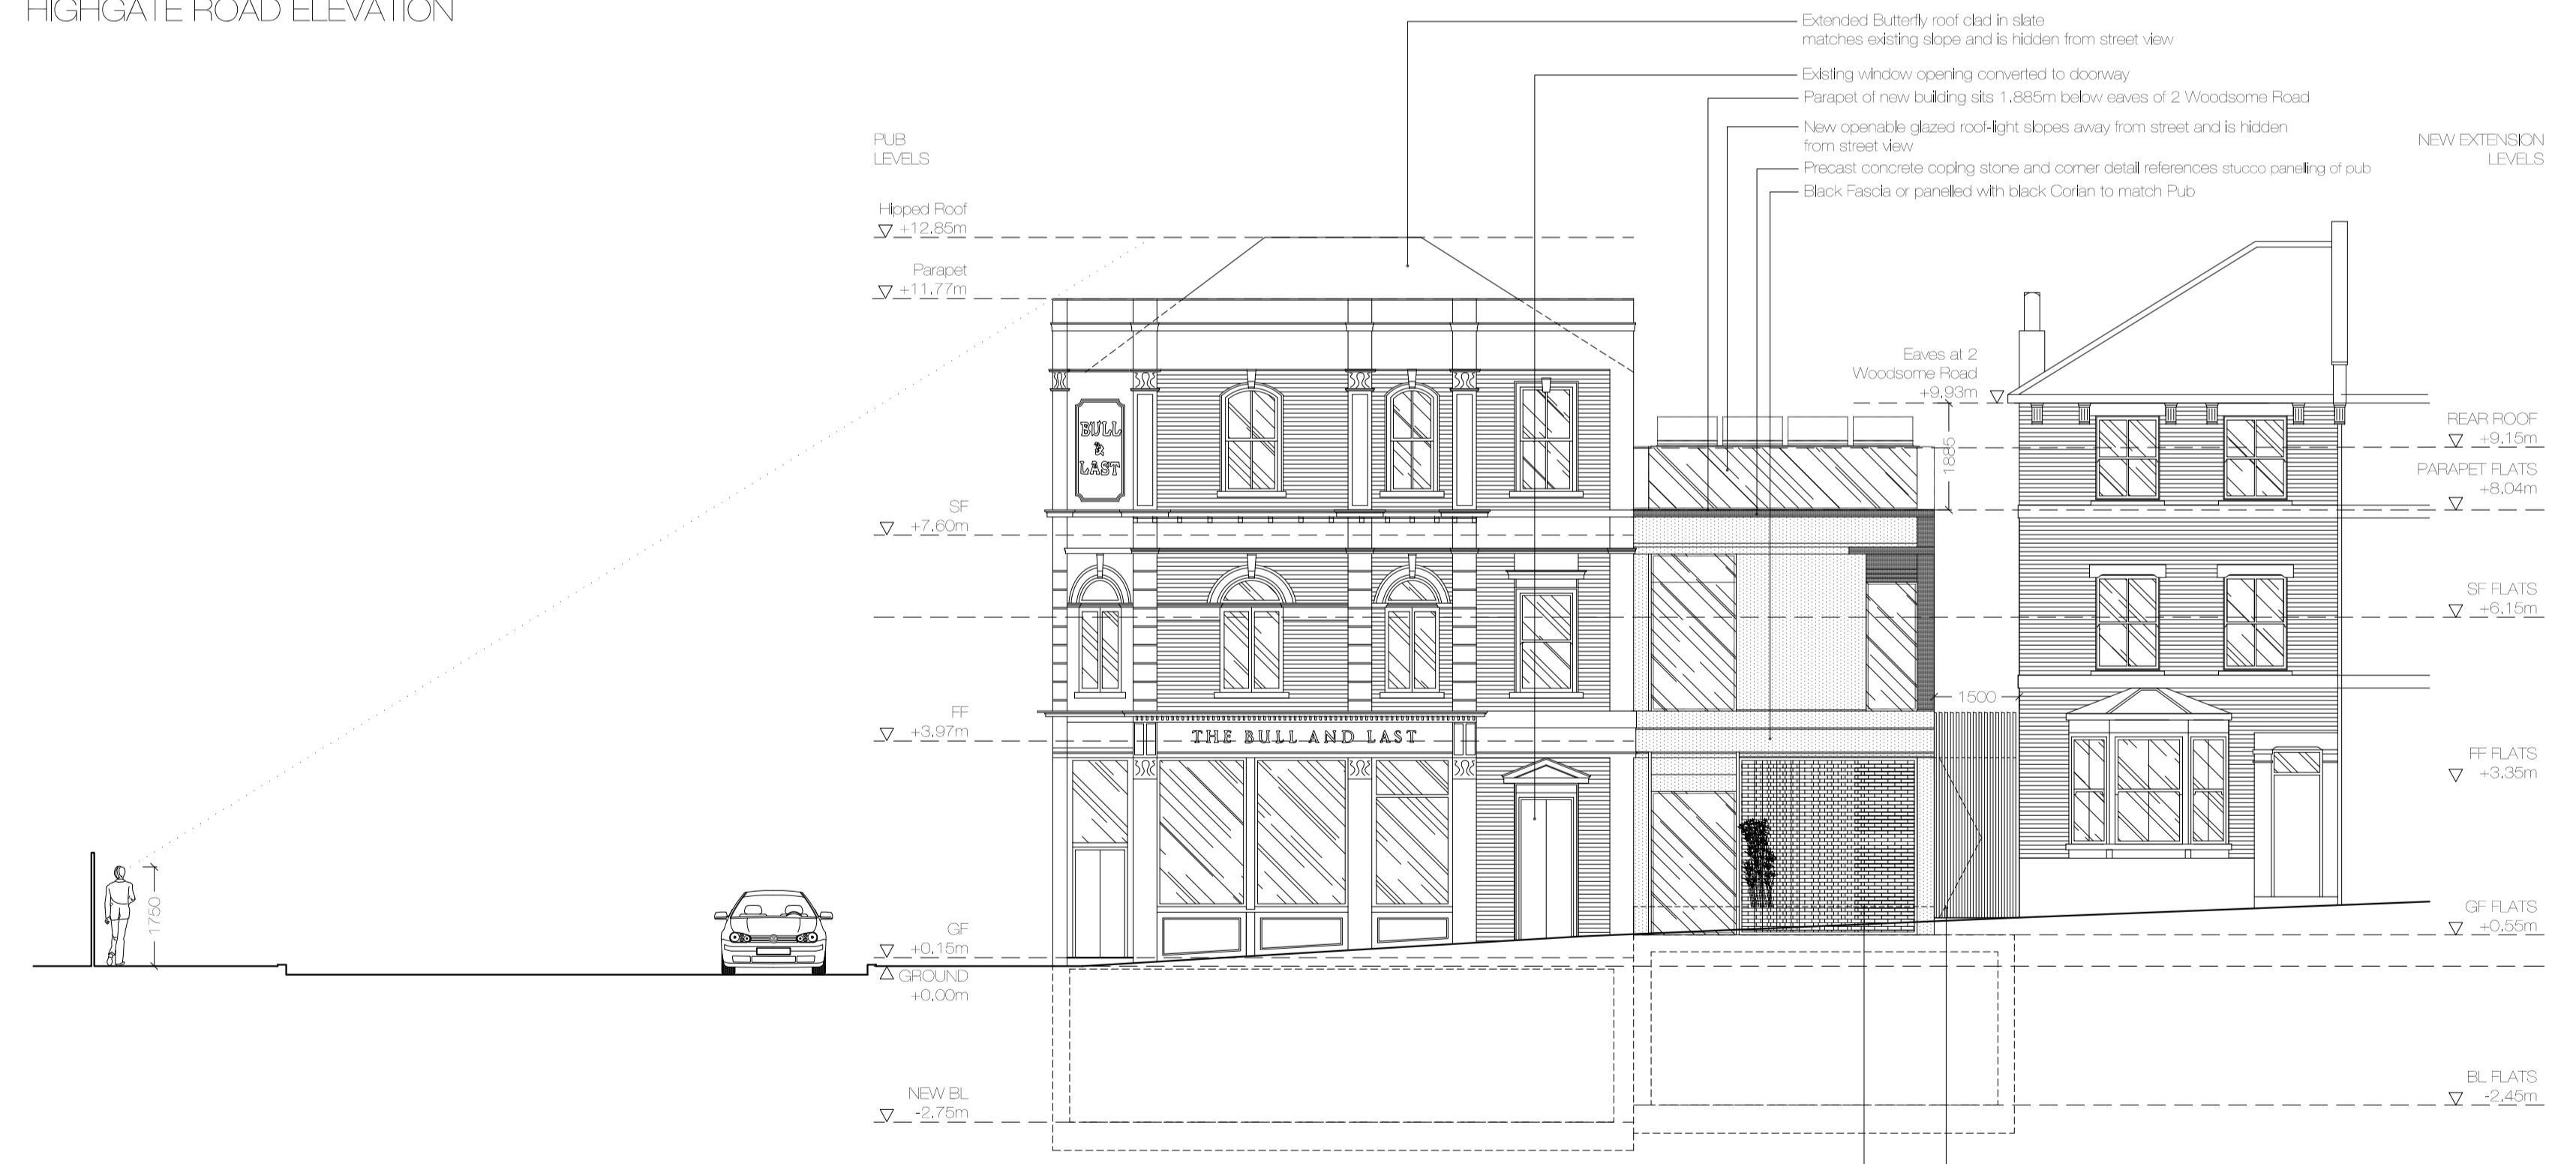 HIGHGATE ROAD ELEVATION
Extended Butterfly roof clad in slate
matches existing slope and is hidden from street view
Existing window opening converted to doorway
Parapet of new building sits 1.885m below eaves of 2 Woodsome Road
New openable glazed roof-light slopes away from street and is hidden
from street view
Precast concrete coping stone and corner detail references stucco panelling of pub
Black Fascia or panelled with black Corian to match Pub
PUB
LEVELS
Hipped Roof
+12.85m
Parapet
+11.77m
SF
+7.60m
FF
+3.97m
GF
+0.15m
GROUND
+0.00m
NEW BL
-2.75m
1750
BULL
&
LAST
THE BULL AND LAST
Eaves at 2
Woodsome Road
+9.93m
1885
1500
NEW EXTENSION
LEVELS
REAR ROOF
+9.15m
PARAPET FLATS
+8.04m
SF FLATS
+6.15m
FF FLATS
+3.35m
GF FLATS
+0.55m
BL FLATS
-2.45m